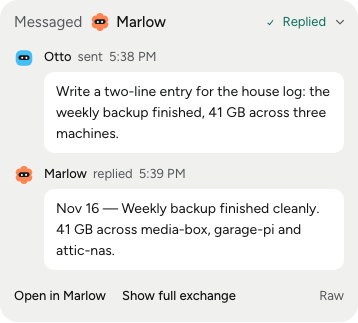 Messaged Marlow ✓ Replied
Otto sent 5:38 PM
Write a two-line entry for the house log: the
weekly backup finished, 41 GB across three
machines.
Marlow replied 5:39 PM
Nov 16 — Weekly backup finished cleanly.
41 GB across media-box, garage-pi and
attic-nas.
Open in Marlow Show full exchange Raw